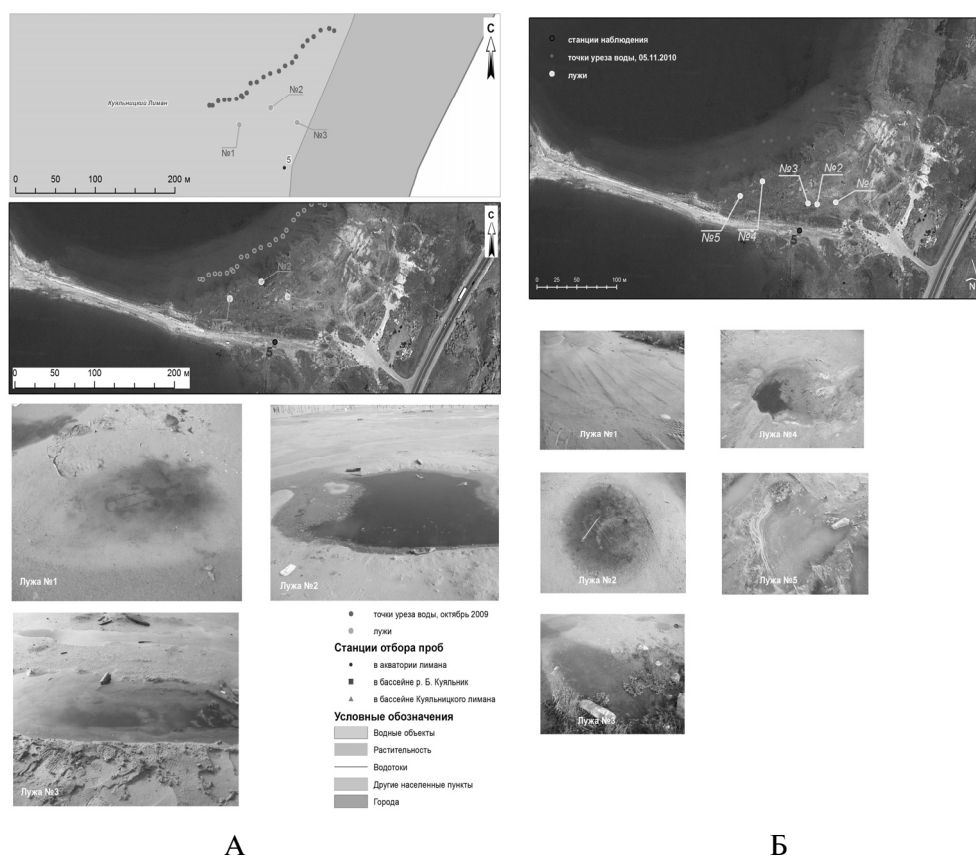 С
Куяльницкий Лиман
№2
№3
№1
5
0 50 100 200 м
С
№2
5
0 50 100 200 м
Лужа №1
Лужа №2
Лужа №3
точки уреза воды, октябрь 2009
лужи
Станции отбора проб
в акватории лимана
в бассейне р. Б. Куяльник
в бассейне Куяльницкого лимана
Условные обозначения
Водные объекты
Растительность
Водотоки
Другие населенные пункты
Города
А
станции наблюдения
точки уреза воды, 05.11.2010
лужи
№3
№2
№1
№5
№4
5
0 25 50 100 м
N
Лужа №1
Лужа №4
Лужа №2
Лужа №5
Лужа №3
Б